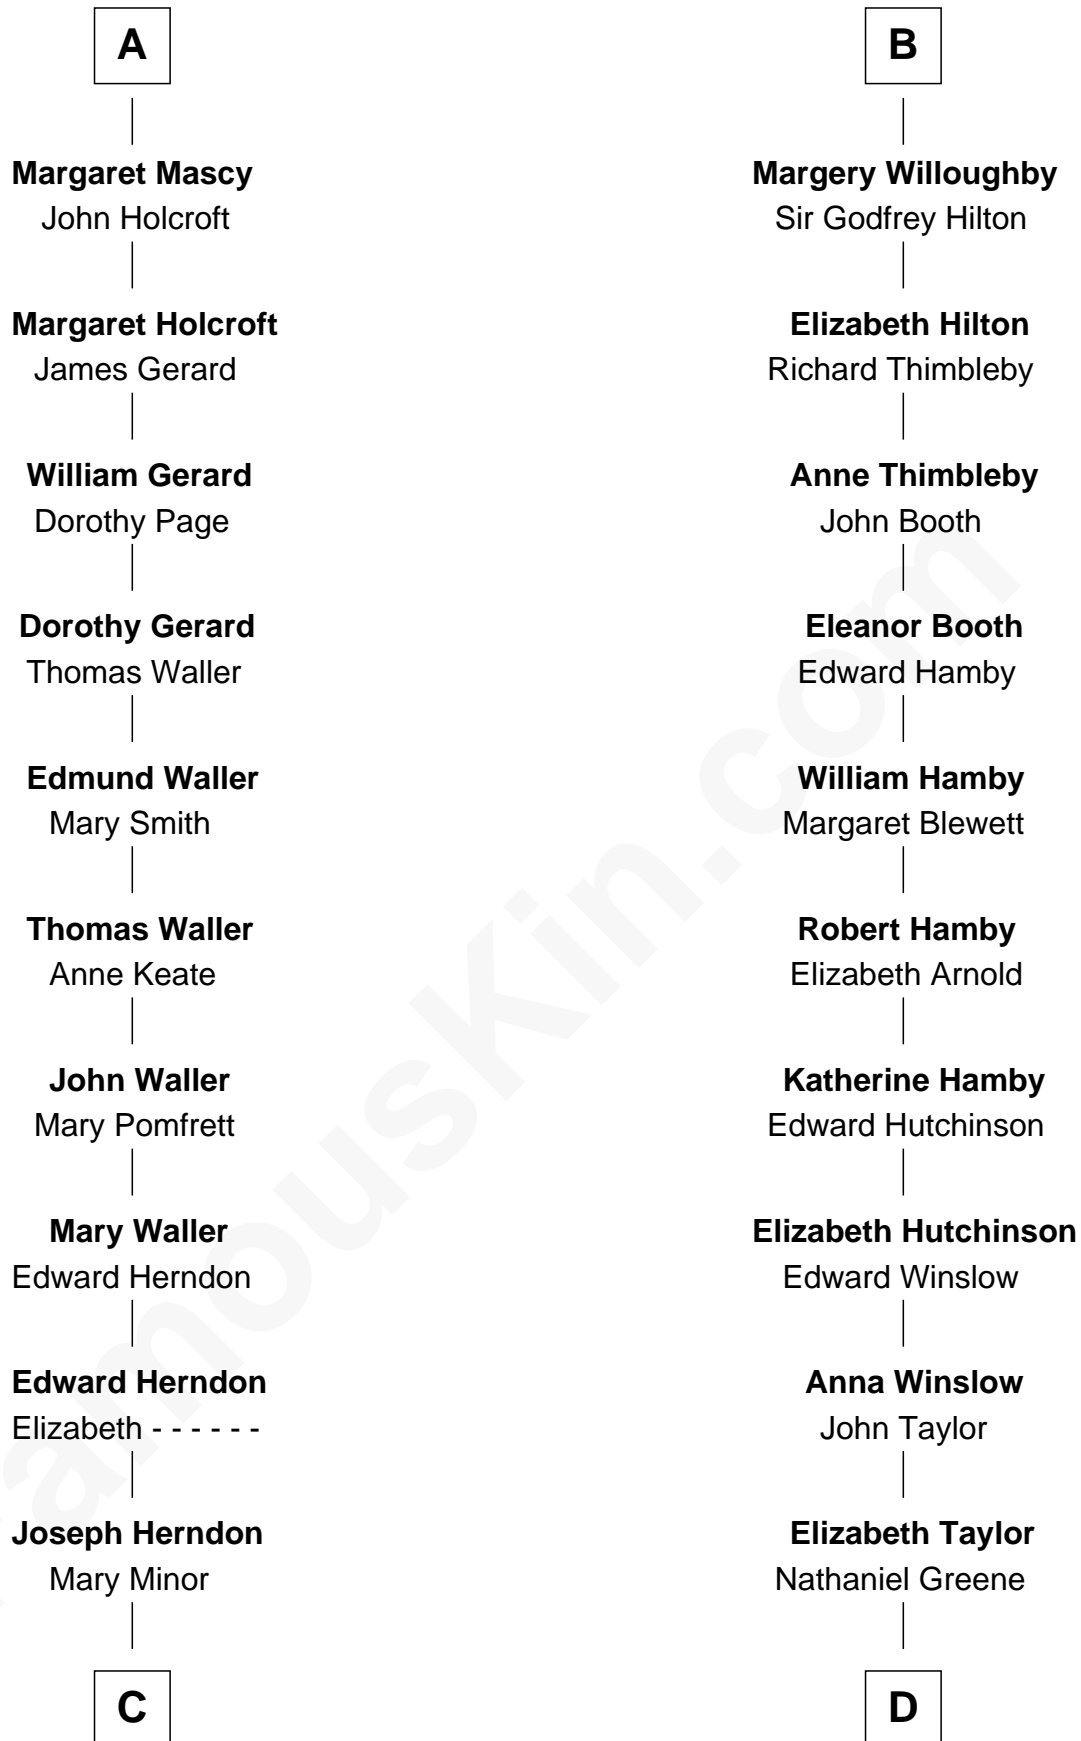 A
Margaret Mascy
John Holcroft
Margaret Holcroft
James Gerard
William Gerard
Dorothy Page
Dorothy Gerard
Thomas Waller
Edmund Waller
Mary Smith
Thomas Waller
Anne Keate
John Waller
Mary Pomfrett
Mary Waller
Edward Herndon
Edward Herndon
Elizabeth - - - - - -
Joseph Herndon
Mary Minor
C
B
Margery Willoughby
Sir Godfrey Hilton
Elizabeth Hilton
Richard Thimbleby
Anne Thimbleby
John Booth
Eleanor Booth
Edward Hamby
William Hamby
Margaret Blewett
Robert Hamby
Elizabeth Arnold
Katherine Hamby
Edward Hutchinson
Elizabeth Hutchinson
Edward Winslow
Anna Winslow
John Taylor
Elizabeth Taylor
Nathaniel Greene
D
FamousKin.com